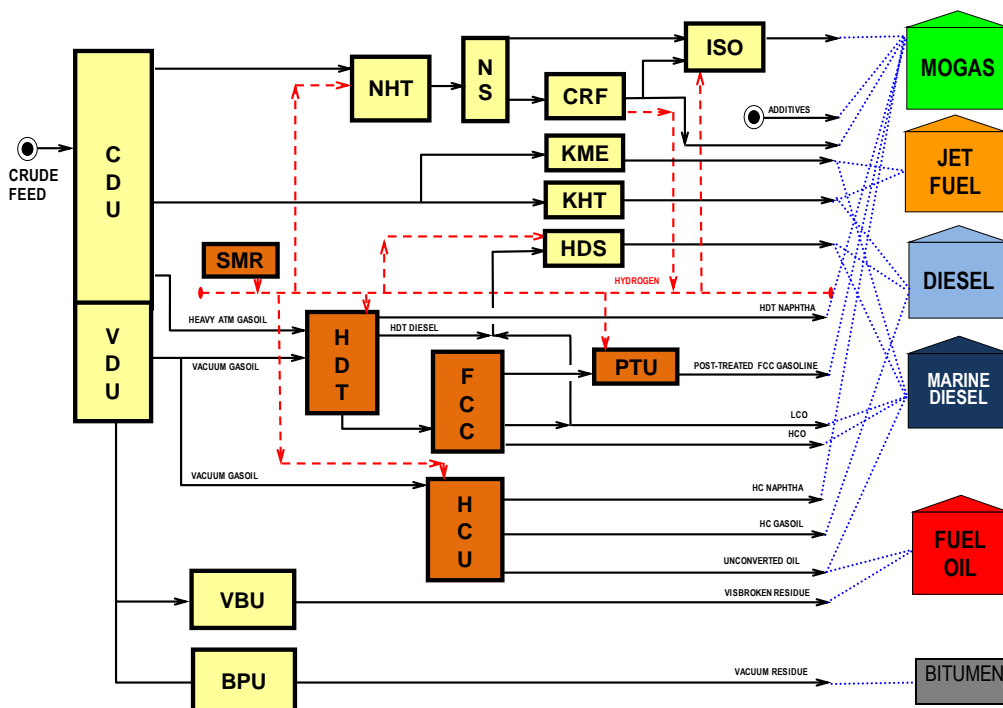 CRUDE
FEED
C
D
U
V
D
U
NHT
N
S
ISO
CRF
KME
KHT
HDS
SMR
HYDROGEN
ADDITIVES
HEAVY ATM GASOIL
VACUUM GASOIL
VACUUM GASOIL
H
D
T
HDT DIESEL
HDT NAPHTHA
F
C
C
PTU
POST-TREATED FCC GASOLINE
LCO
HCO
H
C
U
HC NAPHTHA
HC GASOIL
UNCONVERTED OIL
VBU
VISBROKEN RESIDUE
BPU
VACUUM RESIDUE
MOGAS
JET
FUEL
DIESEL
MARINE
DIESEL
FUEL
OIL
BITUMEN